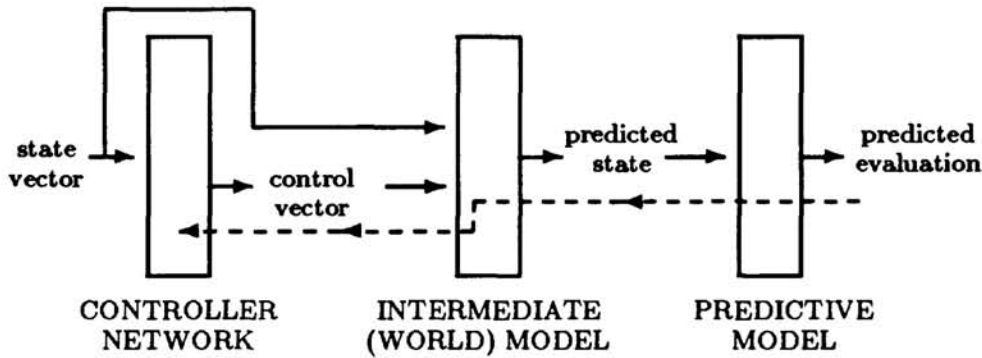 state
vector
control
vector
predicted
state
predicted
evaluation
CONTROLLER
NETWORK
INTERMEDIATE
(WORLD) MODEL
PREDICTIVE
MODEL